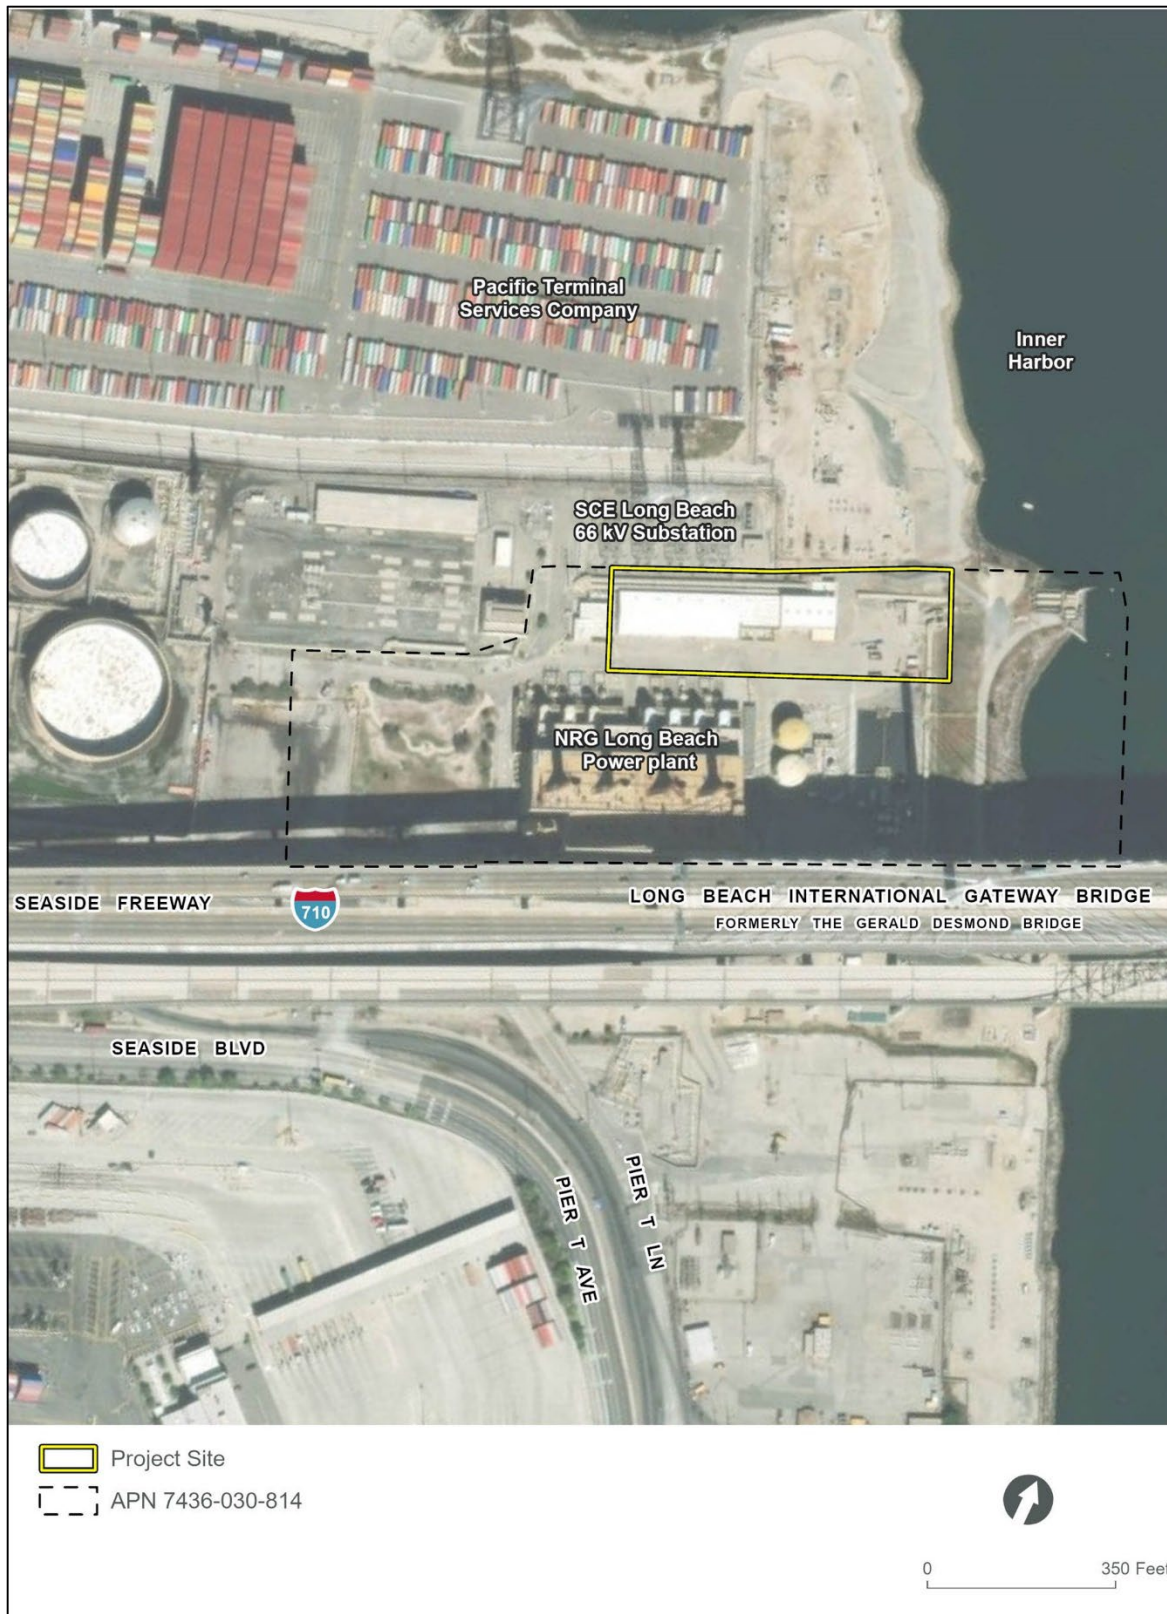 Pacific Terminal
Services Company
Inner
Harbor
SCE Long Beach
66 kV Substation
NRG Long Beach
Power plant
SEASIDE FREEWAY
710
LONG BEACH INTERNATIONAL GATEWAY BRIDGE
FORMERLY THE GERALD DESMOND BRIDGE
SEASIDE BLVD
PIER T AVE
PIER T LN
Project Site
APN 7436-030-814
0 350 Feet